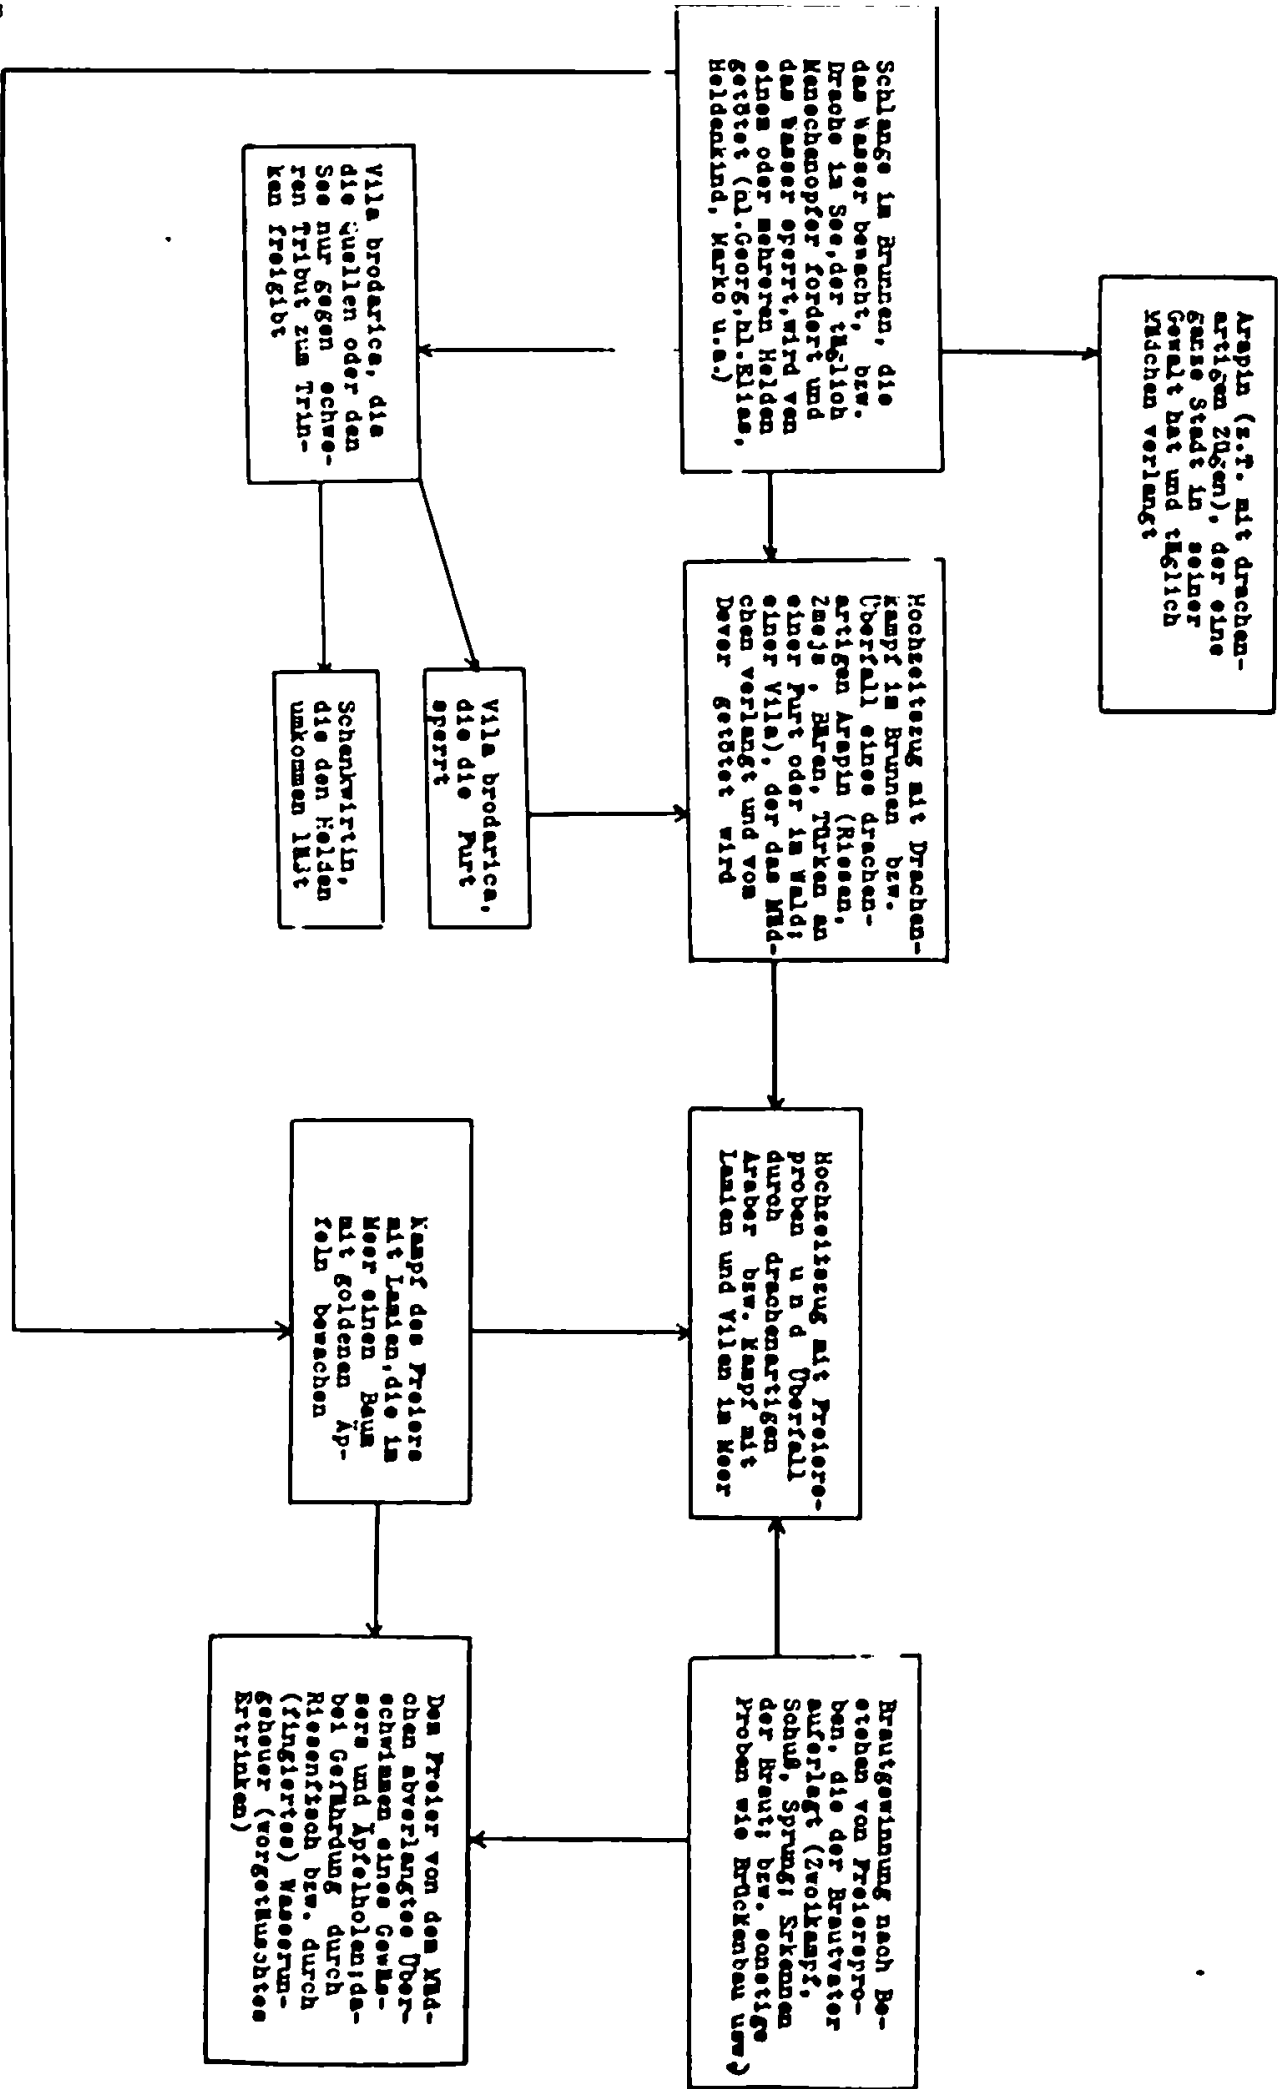 Arapin (z.T. mit drachen-
artigen Zügen), der eine
ganze Stadt in seiner
Gewalt hat und täglich
Mädchen verlangt
Schlange im Brunnen, die
das Wasser bewacht, bzw.
Drache im See,der täglich
Menschenopfer fordert und
das Wasser sperrt,wird von
einem oder mehreren Helden
getötet (hl.Georg,hl.Elias,
Heldenkind, Marko u.a.)
Hochzeitszug mit Drachen-
kampf im Brunnen bzw.
Überfall eines drachen-
artigen Arapin (Riesen,
Zmejs , Bären, Türken an
einer Furt oder im Wald;
einer Vila), der das Mäd-
chen verlangt und vom
Dever getötet wird
Hochzeitszug mit Freiers-
proben u n d Überfall
durch drachenartigen
Araber bzw. Kampf mit
Lamien und Vilen im Meer
Brautgewinnung nach Be-
stehen von Freierspro-
ben, die der Brautvater
auferlegt (Zweikampf,
Schuß, Sprung; Erkennen
der Braut; bzw. sonstige
Proben wie Brückenbau usw.)
Vila brodarica, die
die Quellen oder den
See nur gegen schwe-
ren Tribut zum Trin-
ken freigibt
Vila brodarica,
die die Furt
sperrt
Schenkwirtin,
die den Helden
umkommen läßt
Kampf des Freiers
mit Lamien,die im
Meer einen Baum
mit goldenen Äp-
feln bewachen
Dem Freier von dem Mäd-
chen abverlangtes Über-
schwimmen eines Gewäs-
sers und Äpfelholen;da-
bei Gefährdung durch
Riesenfisch bzw. durch
(fingiertes) Wasserun-
geheuer (vorgetäuschtes
Ertrinken)